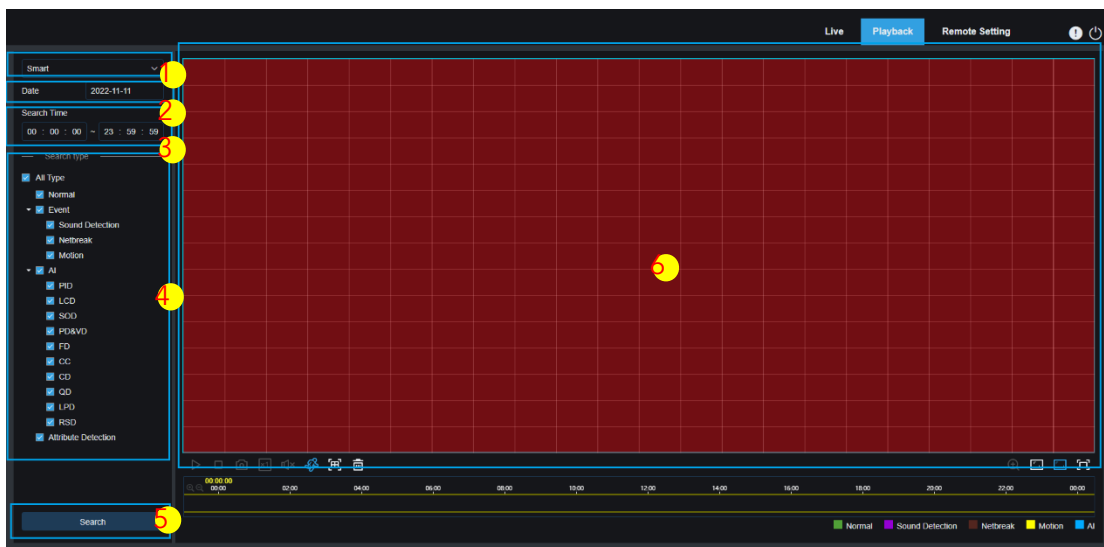 Live Playback Remote Setting
Smart
1
Date 2022-11-11
2
Search Time
00 : 00 : 00 ~ 23 : 59 : 59
3
Search type
All Type
Normal
Event
Sound Detection
Netbreak
Motion
AI
PID
4
LCD
SOD
PD&VD
FD
CC
CD
QD
LPD
RSD
Attribute Detection
6
00:00:00
00:00 02:00 04:00 06:00 08:00 10:00 12:00 14:00 16:00 18:00 20:00 22:00 00:00
Search
5
Normal Sound Detection Netbreak Motion AI